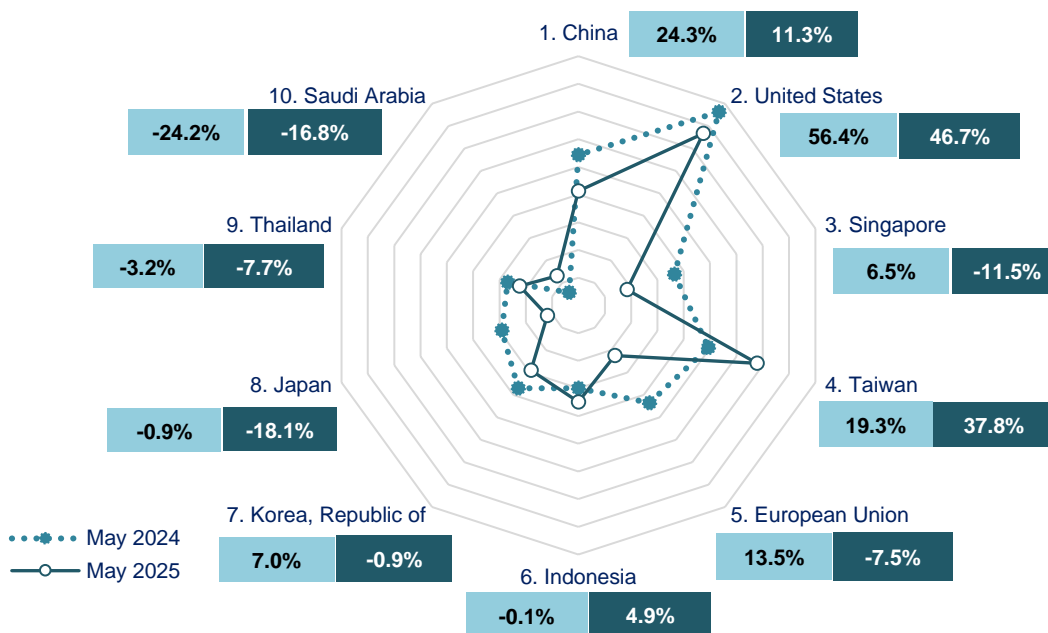 1. China
24.3% 11.3%
2. United States
56.4% 46.7%
3. Singapore
6.5% -11.5%
4. Taiwan
19.3% 37.8%
5. European Union
13.5% -7.5%
6. Indonesia
-0.1% 4.9%
7. Korea, Republic of
7.0% -0.9%
8. Japan
-0.9% -18.1%
9. Thailand
-3.2% -7.7%
10. Saudi Arabia
-24.2% -16.8%
May 2024
May 2025